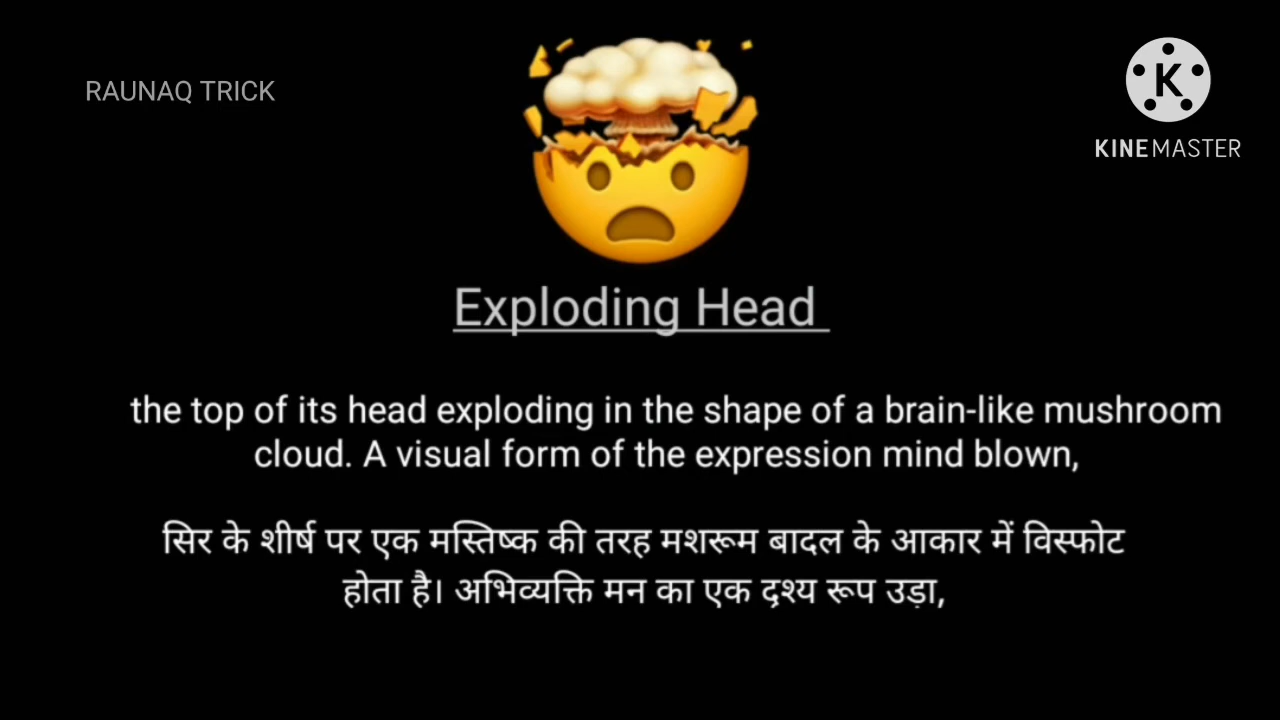 RAUNAQ TRICK
K
KINEMASTER
Exploding Head
the top of its head exploding in the shape of a brain-like mushroom
cloud. A visual form of the expression mind blown,
सिर के शीर्ष पर एक मस्तिष्क की तरह मशरूम बादल के आकार में विस्फोट
होता है। अभिव्यक्ति मन का एक दृश्य रूप उड़ा,